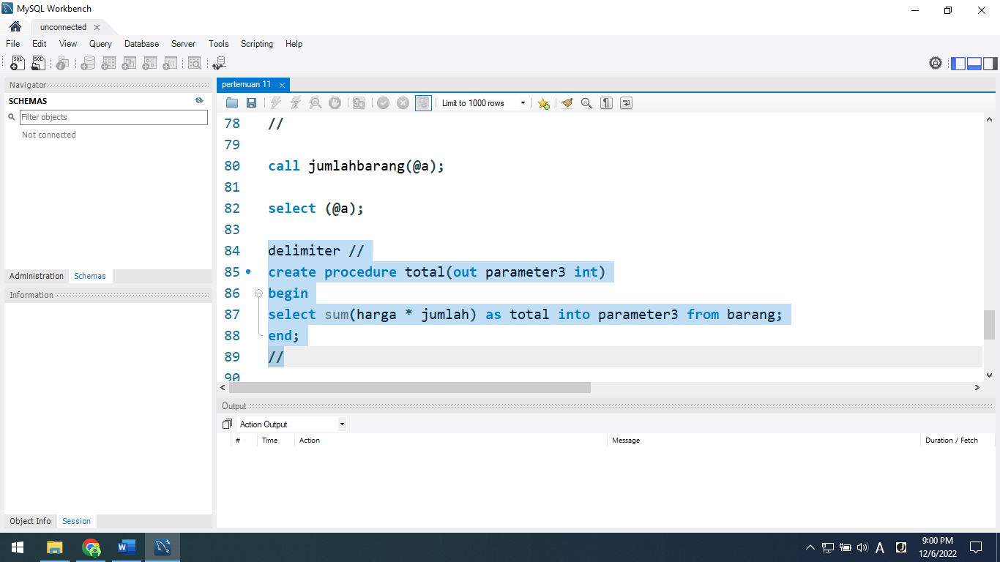 MySQL Workbench
unconnected
File Edit View Query Database Server Tools Scripting Help
Navigator
SCHEMAS
Filter objects
Not connected
Administration Schemas
Information
Object Info Session
pertemuan 11
Limit to 1000 rows
78 //
79
80 call jumlahbarang(@a);
81
82 select (@a);
83
84 delimiter //
85 create procedure total(out parameter3 int)
86 begin
87 select sum(harga * jumlah) as total into parameter3 from barang;
88 end;
89 //
90
Output
Action Output
# Time Action Message Duration / Fetch
A
9:00 PM
12/6/2022